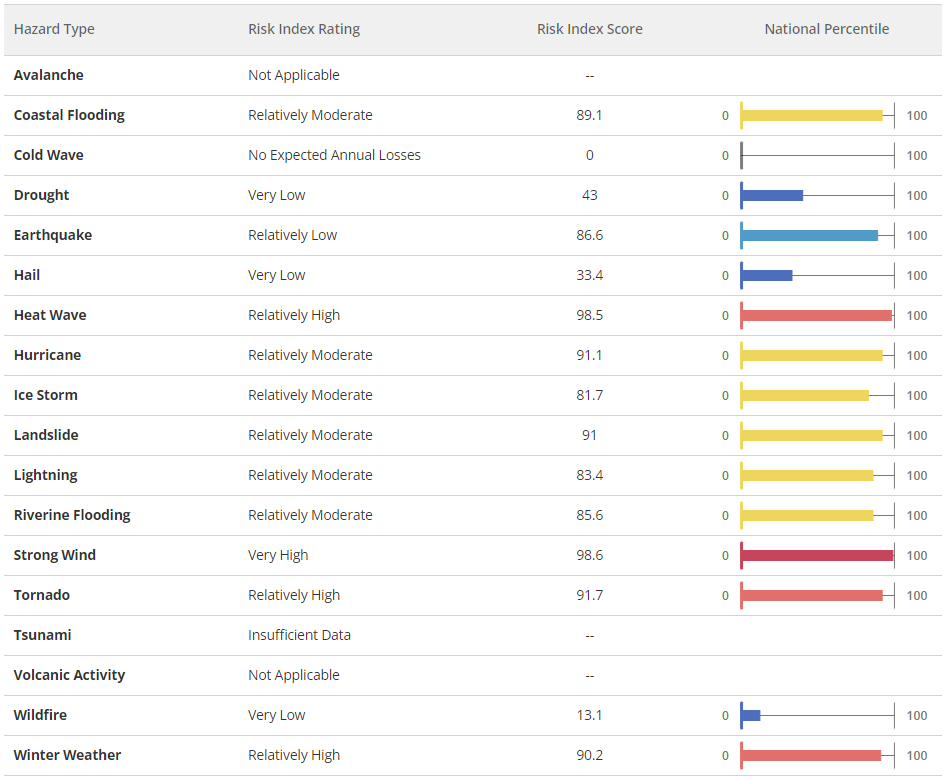 Hazard Type Risk Index Rating Risk Index Score National Percentile
Avalanche Not Applicable --
Coastal Flooding Relatively Moderate 89.1 0 100
Cold Wave No Expected Annual Losses 0 0 100
Drought Very Low 43 0 100
Earthquake Relatively Low 86.6 0 100
Hail Very Low 33.4 0 100
Heat Wave Relatively High 98.5 0 100
Hurricane Relatively Moderate 91.1 0 100
Ice Storm Relatively Moderate 81.7 0 100
Landslide Relatively Moderate 91 0 100
Lightning Relatively Moderate 83.4 0 100
Riverine Flooding Relatively Moderate 85.6 0 100
Strong Wind Very High 98.6 0 100
Tornado Relatively High 91.7 0 100
Tsunami Insufficient Data --
Volcanic Activity Not Applicable --
Wildfire Very Low 13.1 0 100
Winter Weather Relatively High 90.2 0 100